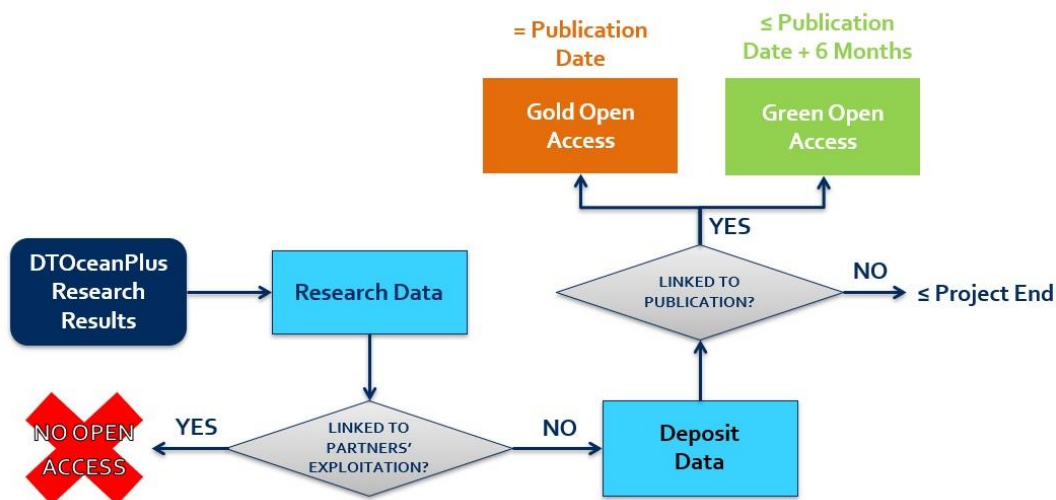 = Publication
Date
≤ Publication
Date + 6 Months
Gold Open
Access
Green Open
Access
YES
DTOceanPlus
Research
Results
Research Data
LINKED TO
PUBLICATION?
NO
≤ Project End
NO OPEN
ACCESS
YES
LINKED TO
PARTNERS'
EXPLOITATION?
NO
Deposit
Data